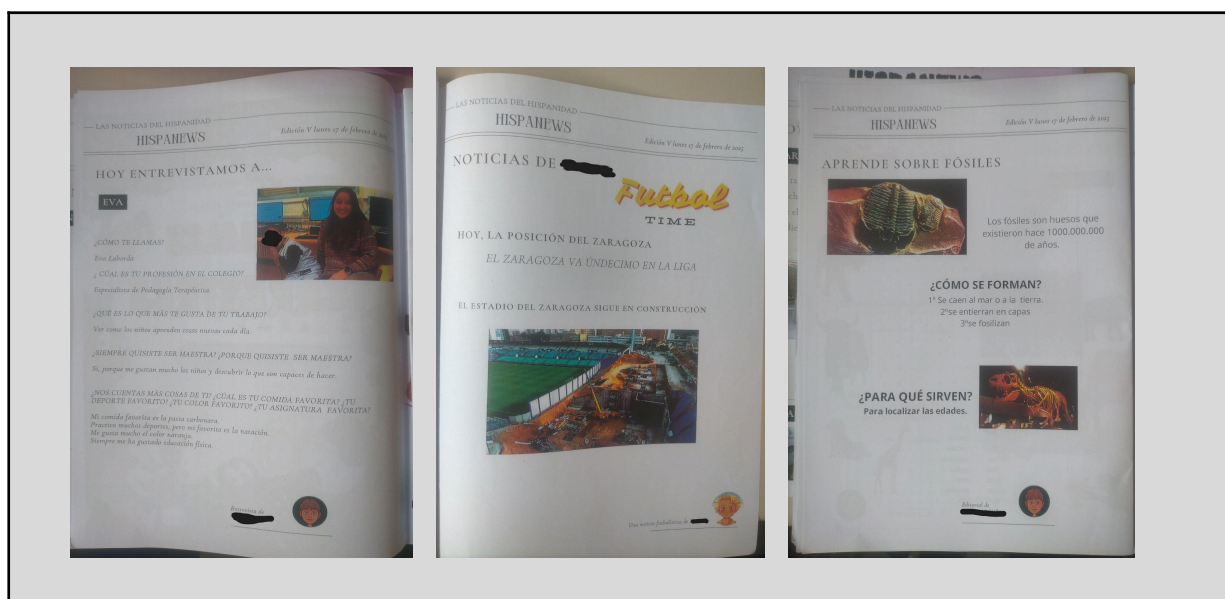 LAS NOTICIAS DEL HISPANIDAD
HISPANEWS
Edición V lunes 17 de febrero de 2025
HOY ENTREVISTAMOS A...
EVA
¿CÓMO TE LLAMAS?
Eva Laborda
¿ CÚAL ES TU PROFESIÓN EN EL COLEGIO?
Especialista de Pedagogía Terapéutica
¿QUÉ ES LO QUE MÁS TE GUSTA DE TU TRABAJO?
Ver como los niños aprenden cosas nuevas cada día
¿SIEMPRE QUISISTE SER MAESTRA? ¿PORQUE QUISISTE SER MAESTRA?
Si, porque me gustan mucho los niños y descubrir lo que son capaces de hacer.
¿NOS CUENTAS MÁS COSAS DE TI? ¿CÚAL ES TU COMIDA FAVORITA? ¿TU
DEPORTE FAVORITO? ¿TU COLOR FAVORITO? ¿TU ASIGNATURA FAVORITA?
Mi comida favorita es la pasta carbonara.
Practico muchos deportes, pero mi favorito es la natación.
Me gusta mucho el color naranja.
Siempre me ha gustado educación física.
Entrevista de
LAS NOTICIAS DEL HISPANIDAD
HISPANEWS
Edición V lunes 17 de febrero de 2025
NOTICIAS DE
Futbol
TIME
HOY, LA POSICIÓN DEL ZARAGOZA
EL ZARAGOZA VA ÚNDECIMO EN LA LIGA
EL ESTADIO DEL ZARAGOZA SIGUE EN CONSTRUCCIÓN
Una noticia futbolística de
LAS NOTICIAS DEL HISPANIDAD
HISPANEWS
Edición V lunes 17 de febrero de 2025
APRENDE SOBRE FÓSILES
Los fósiles son huesos que
existieron hace 1000.000.000
de años.
¿CÓMO SE FORMAN?
1º Se caen al mar o a la tierra.
2ºse entierran en capas
3ºse fosilizan
¿PARA QUÉ SIRVEN?
Para localizar las edades.
Editorial de